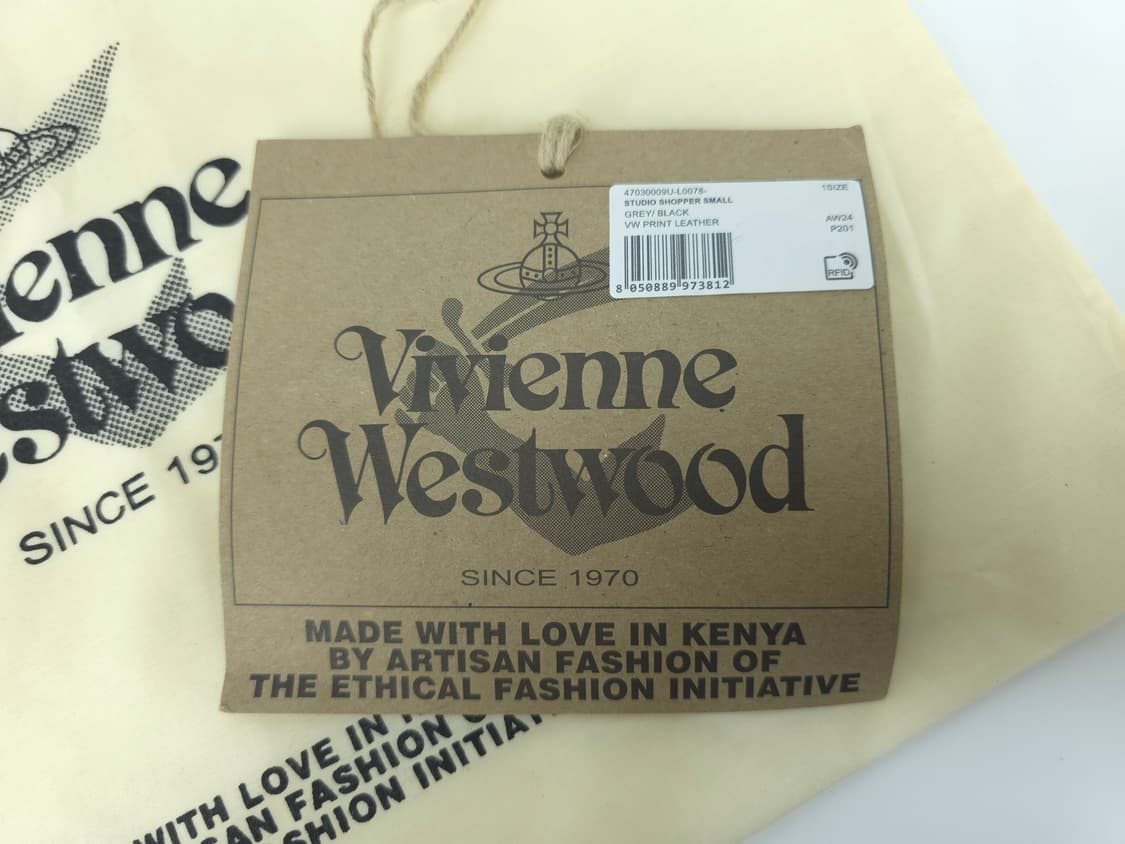 47030009U-L0078-
1SIZE
STUDIO SHOPPER SMALL
GREY/ BLACK
AW24
VW PRINT LEATHER
P201
8 050889 973812
RFID
Vivienne
Westwood
SINCE 1970
MADE WITH LOVE IN KENYA
BY ARTISAN FASHION OF
THE ETHICAL FASHION INITIATIVE
ienne
stwo
SINCE 197
WITH LOVE IN
SAN FASHION O
SHION INITIAT